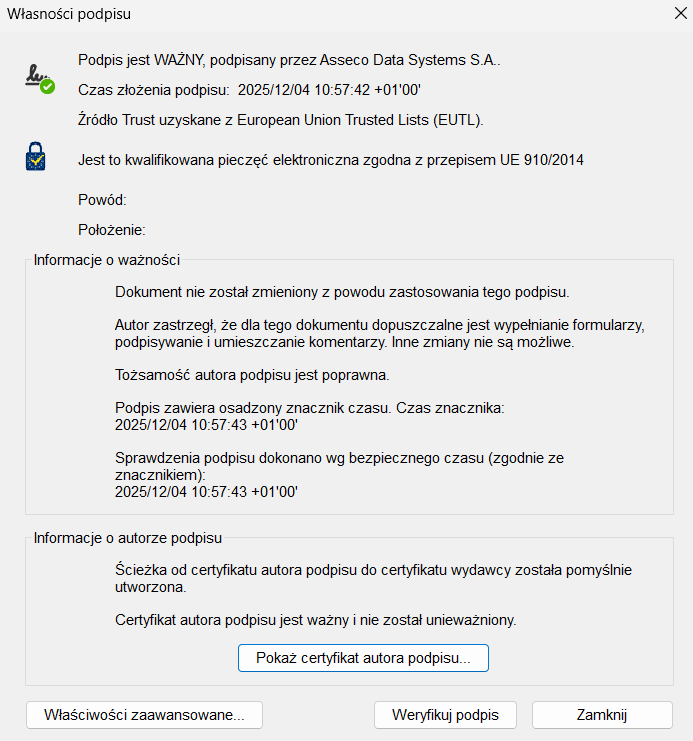 Własności podpisu
Podpis jest WAŻNY, podpisany przez Asseco Data Systems S.A..
Czas złożenia podpisu:  2025/12/04 10:57:42 +01'00'
Źródło Trust uzyskane z European Union Trusted Lists (EUTL).
Jest to kwalifikowana pieczęć elektroniczna zgodna z przepisem UE 910/2014
Powód:
Położenie:
Informacje o ważności
Dokument nie został zmieniony z powodu zastosowania tego podpisu.
Autor zastrzegł, że dla tego dokumentu dopuszczalne jest wypełnianie formularzy,
podpisywanie i umieszczanie komentarzy. Inne zmiany nie są możliwe.
Tożsamość autora podpisu jest poprawna.
Podpis zawiera osadzony znacznik czasu. Czas znacznika:
2025/12/04 10:57:43 +01'00'
Sprawdzenia podpisu dokonano wg bezpiecznego czasu (zgodnie ze
znacznikiem):
2025/12/04 10:57:43 +01'00'
Informacje o autorze podpisu
Ścieżka od certyfikatu autora podpisu do certyfikatu wydawcy została pomyślnie
utworzona.
Certyfikat autora podpisu jest ważny i nie został unieważniony.
Pokaż certyfikat autora podpisu...
Właściwości zaawansowane...
Weryfikuj podpis
Zamknij